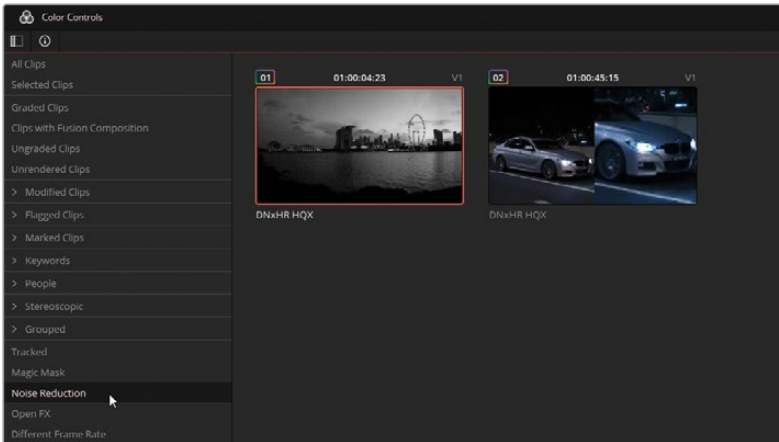 Color Controls
All Clips
Selected Clips
Graded Clips
Clips with Fusion Composition
Ungraded Clips
Unrendered Clips
> Modified Clips
> Flagged Clips
> Marked Clips
> Keywords
> People
> Stereoscopic
> Grouped
Tracked
Magic Mask
Noise Reduction
Open FX
Different Frame Rate
01 01:00:04:23 V1
DNxHR HQX
02 01:00:45:15 V1
DNxHR HQX